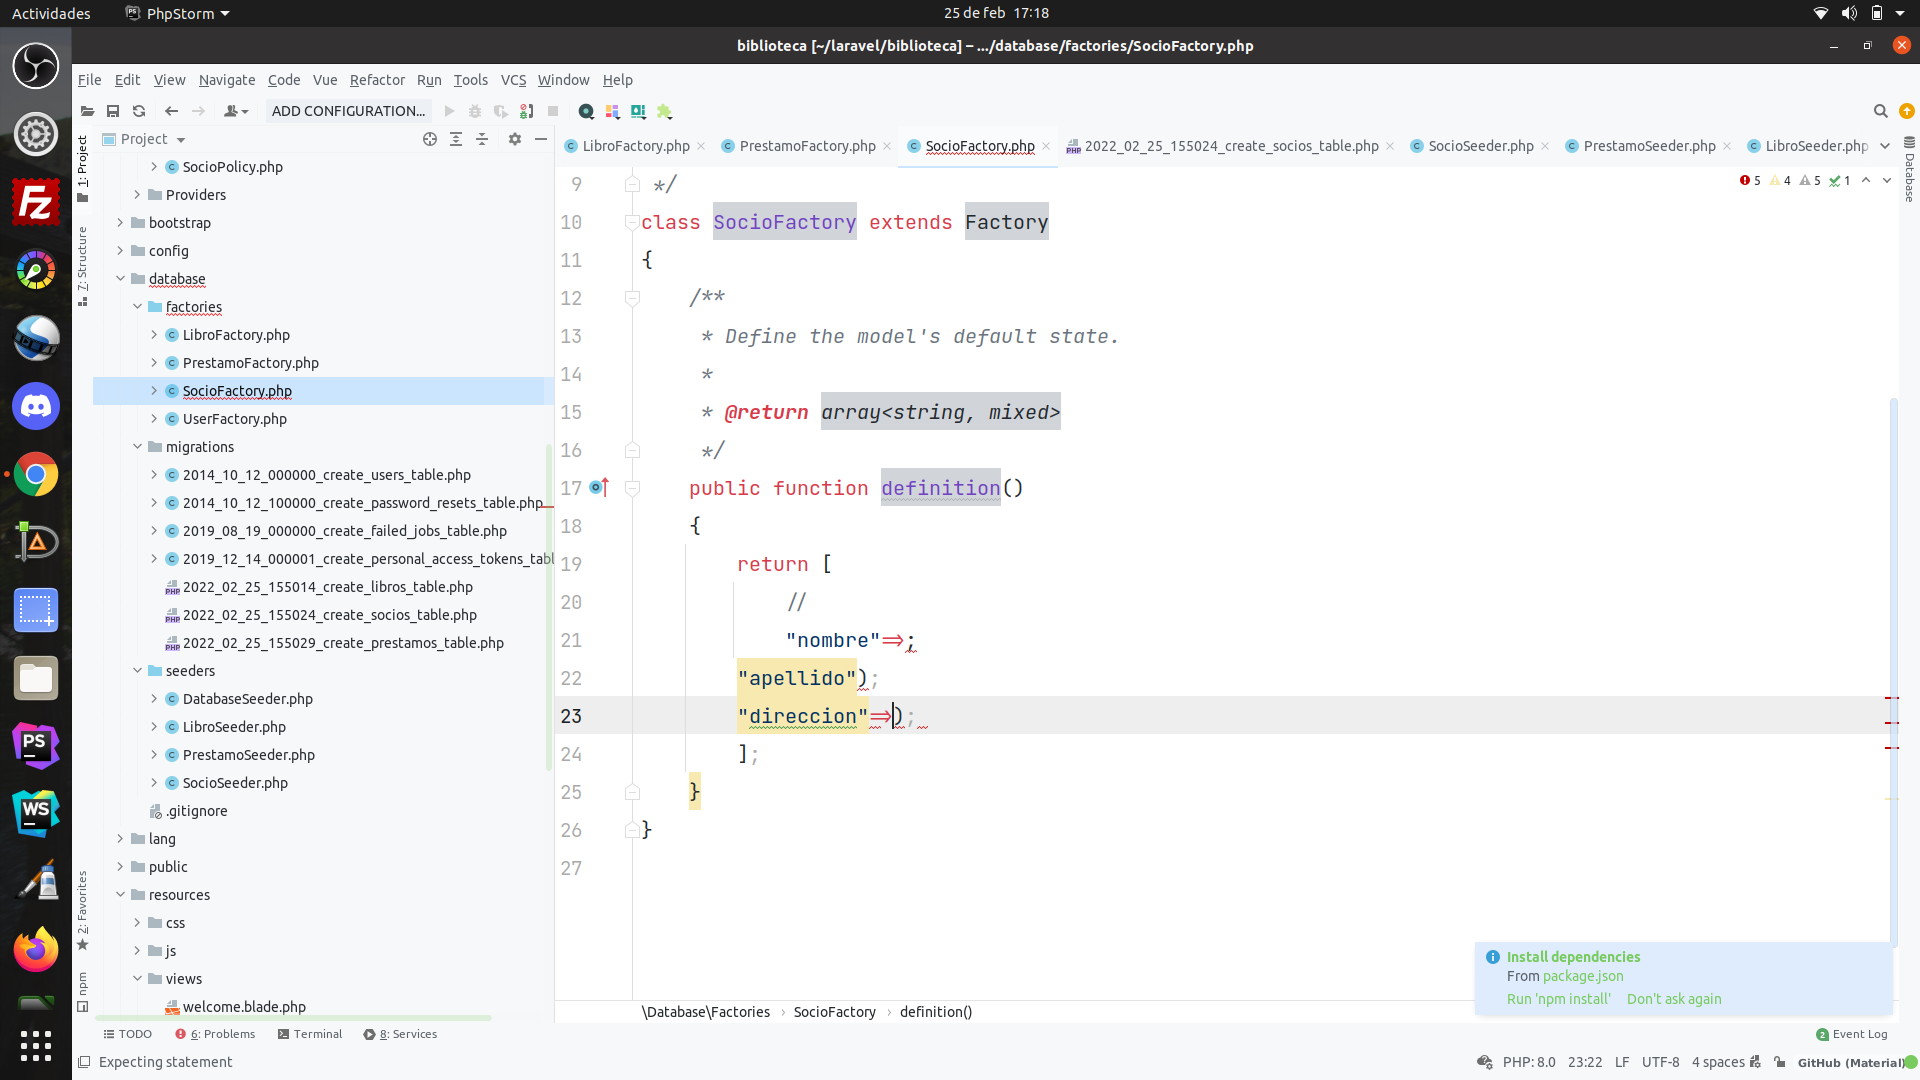 Actividades
PhpStorm
25 de feb 17:18
biblioteca [~/laravel/biblioteca] – .../database/factories/SocioFactory.php
File Edit View Navigate Code Vue Refactor Run Tools VCS Window Help
ADD CONFIGURATION...
Project
LibroFactory.php
PrestamoFactory.php
SocioFactory.php
2022_02_25_155024_create_socios_table.php
SocioSeeder.php
PrestamoSeeder.php
LibroSeeder.php
1: Project
7: Structure
2: Favorites
npm
Database
SocioPolicy.php
Providers
bootstrap
config
database
factories
LibroFactory.php
PrestamoFactory.php
SocioFactory.php
UserFactory.php
migrations
2014_10_12_000000_create_users_table.php
2014_10_12_100000_create_password_resets_table.php
2019_08_19_000000_create_failed_jobs_table.php
2019_12_14_000001_create_personal_access_tokens_tabl
2022_02_25_155014_create_libros_table.php
2022_02_25_155024_create_socios_table.php
2022_02_25_155029_create_prestamos_table.php
seeders
DatabaseSeeder.php
LibroSeeder.php
PrestamoSeeder.php
SocioSeeder.php
.gitignore
lang
public
resources
css
js
views
welcome.blade.php
5 4 5 1
9 */
10 class SocioFactory extends Factory
11 {
12 /**
13 * Define the model's default state.
14 *
15 * @return array<string, mixed>
16 */
17 public function definition()
18 {
19 return [
20 //
21 "nombre"=>;
22 "apellido");
23 "direccion"=>);
24 ];
25 }
26 }
27
Install dependencies
From package.json
Run 'npm install' Don't ask again
\Database\Factories › SocioFactory › definition()
TODO
6: Problems
Terminal
8: Services
2 Event Log
Expecting statement
PHP: 8.0 23:22 LF UTF-8 4 spaces GitHub (Material)